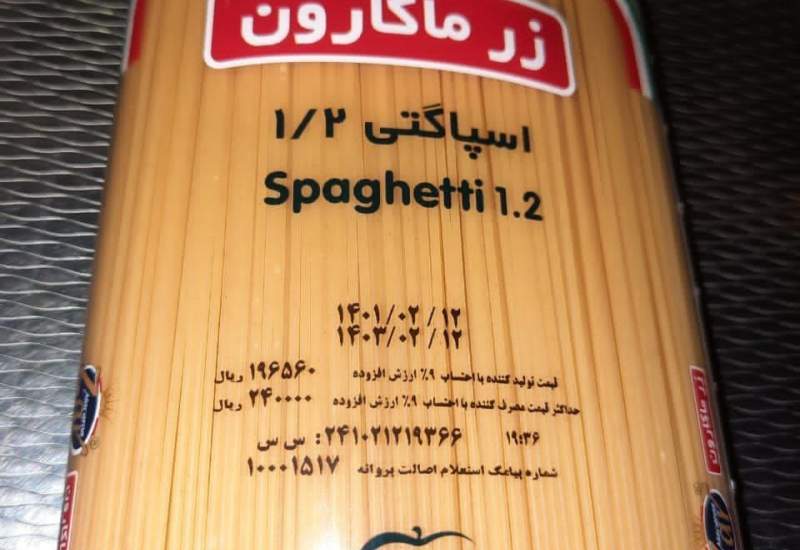 زر ماکارون
اسپاگتی ۱/۲
Spaghetti 1.2
۱۴۰۱/۰۲/۱۲
۱۴۰۳/۰۲/۱۲
قیمت تولید کننده با احتساب ۹٪ ارزش افزوده ۱۹۶۵۶۰ ریال
حداکثر قیمت مصرف کننده با احتساب ۹٪ ارزش افزوده ۲۴۰۰۰۰ ریال
۱۹:۳۶ س س : ۲۴۱۰۲۱۲۱۹۳۶۶
شماره پیامک استعلام اصالت پروانه ۱۰۰۰۱۵۱۷
زر ماکارون